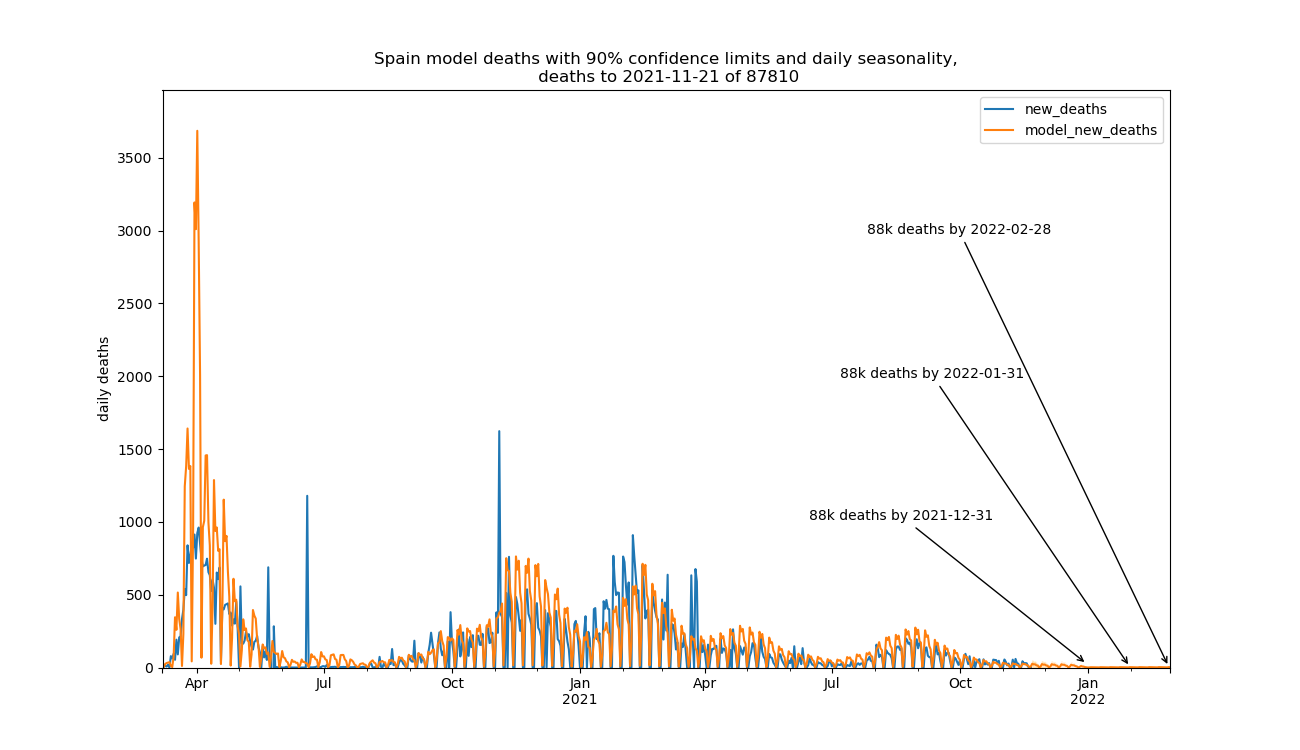 Spain model deaths with 90% confidence limits and daily seasonality,
deaths to 2021-11-21 of 87810
new_deaths
model_new_deaths
daily deaths
3500
3000
2500
2000
1500
1000
500
0
88k deaths by 2022-02-28
88k deaths by 2022-01-31
88k deaths by 2021-12-31
Apr Jul Oct Jan Apr Jul Oct Jan
2021 2022